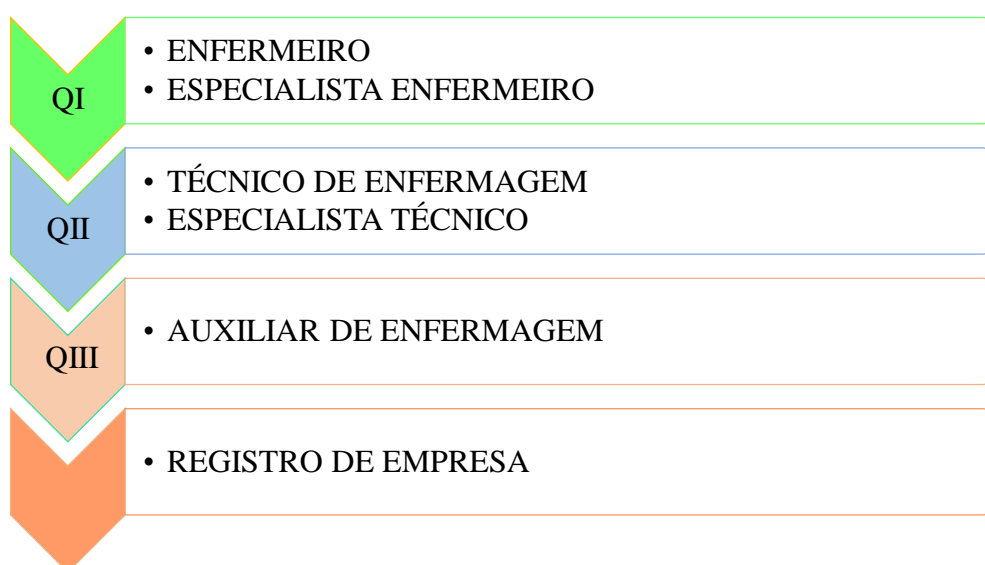 QI
• ENFERMEIRO
• ESPECIALISTA ENFERMEIRO
QII
• TÉCNICO DE ENFERMAGEM
• ESPECIALISTA TÉCNICO
QIII
• AUXILIAR DE ENFERMAGEM
• REGISTRO DE EMPRESA